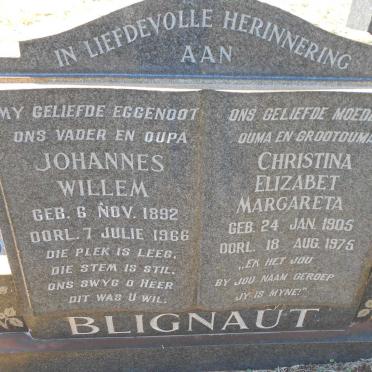 IN LIEFDEVOLLE HERINNERING
AAN
MY GELIEFDE EGGENOOT
ONS VADER EN OUPA
JOHANNES
WILLEM
GEB. 6 NOV. 1892
OORL. 7 JULIE 1966
DIE PLEK IS LEEG,
DIE STEM IS STIL,
ONS SWYG O HEER
DIT WAS U WIL.
ONS GELIEFDE MOEDER
OUMA EN GROOTOUMA
CHRISTINA
ELIZABET
MARGARETA
GEB. 24 JAN. 1905
OORL. 18 AUG. 1975
„EK HET JOU
BY JOU NAAM GEROEP
JY IS MYNE."
BLIGNAUT